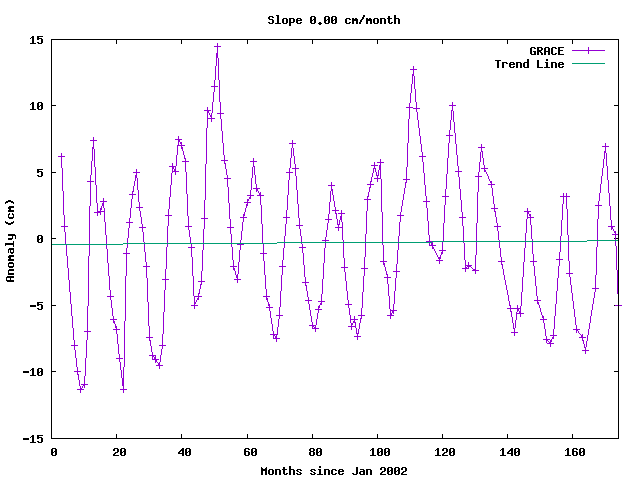 Slope 0.00 cm/month
GRACE
Trend Line
15
10
5
0
-5
-10
-15
Anomaly (cm)
0 20 40 60 80 100 120 140 160
Months since Jan 2002